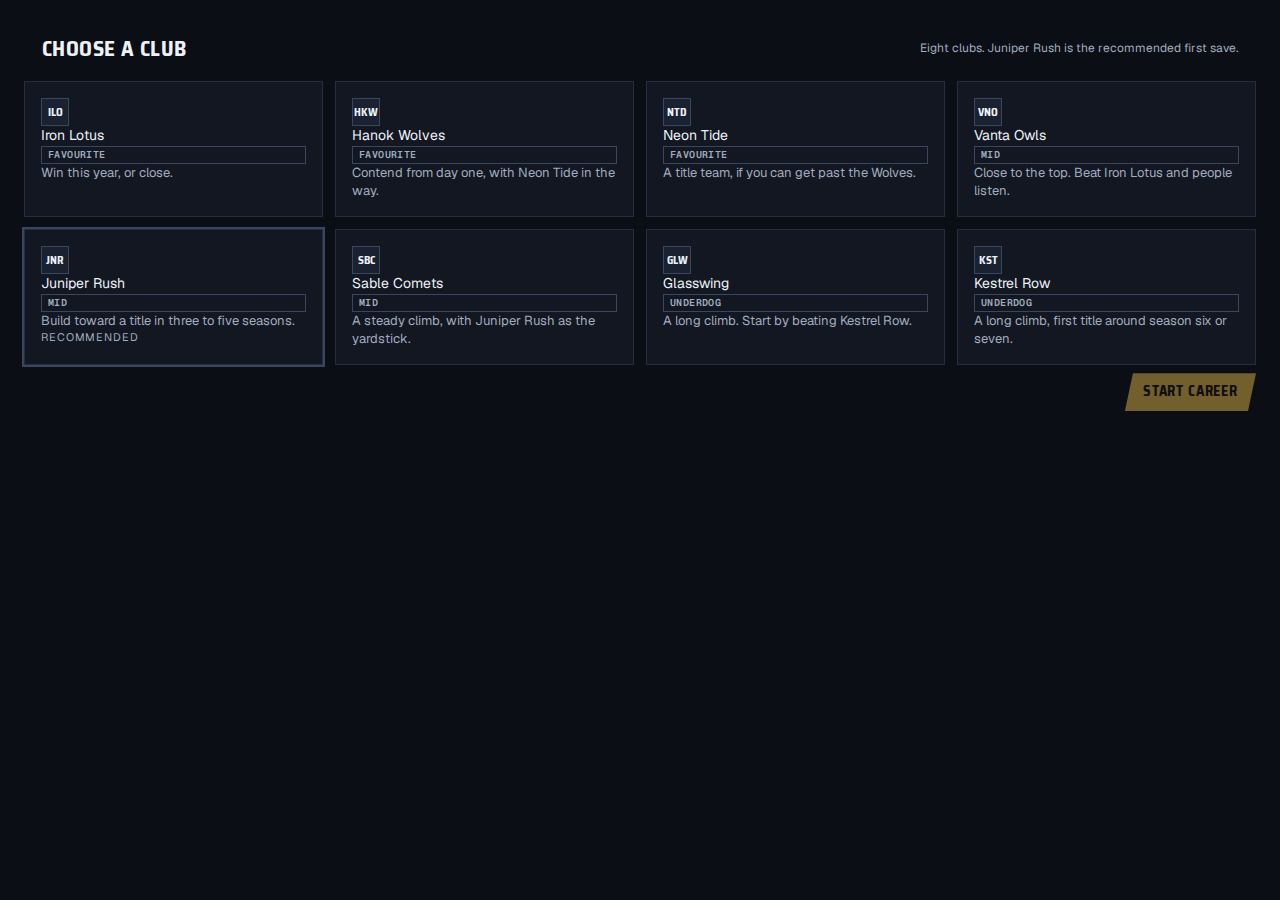 CHOOSE A CLUB
Eight clubs. Juniper Rush is the recommended first save.
ILO
Iron Lotus
FAVOURITE
Win this year, or close.
HKW
Hanok Wolves
FAVOURITE
Contend from day one, with Neon Tide in the
way.
NTD
Neon Tide
FAVOURITE
A title team, if you can get past the Wolves.
VNO
Vanta Owls
MID
Close to the top. Beat Iron Lotus and people
listen.
JNR
Juniper Rush
MID
Build toward a title in three to five seasons.
RECOMMENDED
SBC
Sable Comets
MID
A steady climb, with Juniper Rush as the
yardstick.
GLW
Glasswing
UNDERDOG
A long climb. Start by beating Kestrel Row.
KST
Kestrel Row
UNDERDOG
A long climb, first title around season six or
seven.
START CAREER